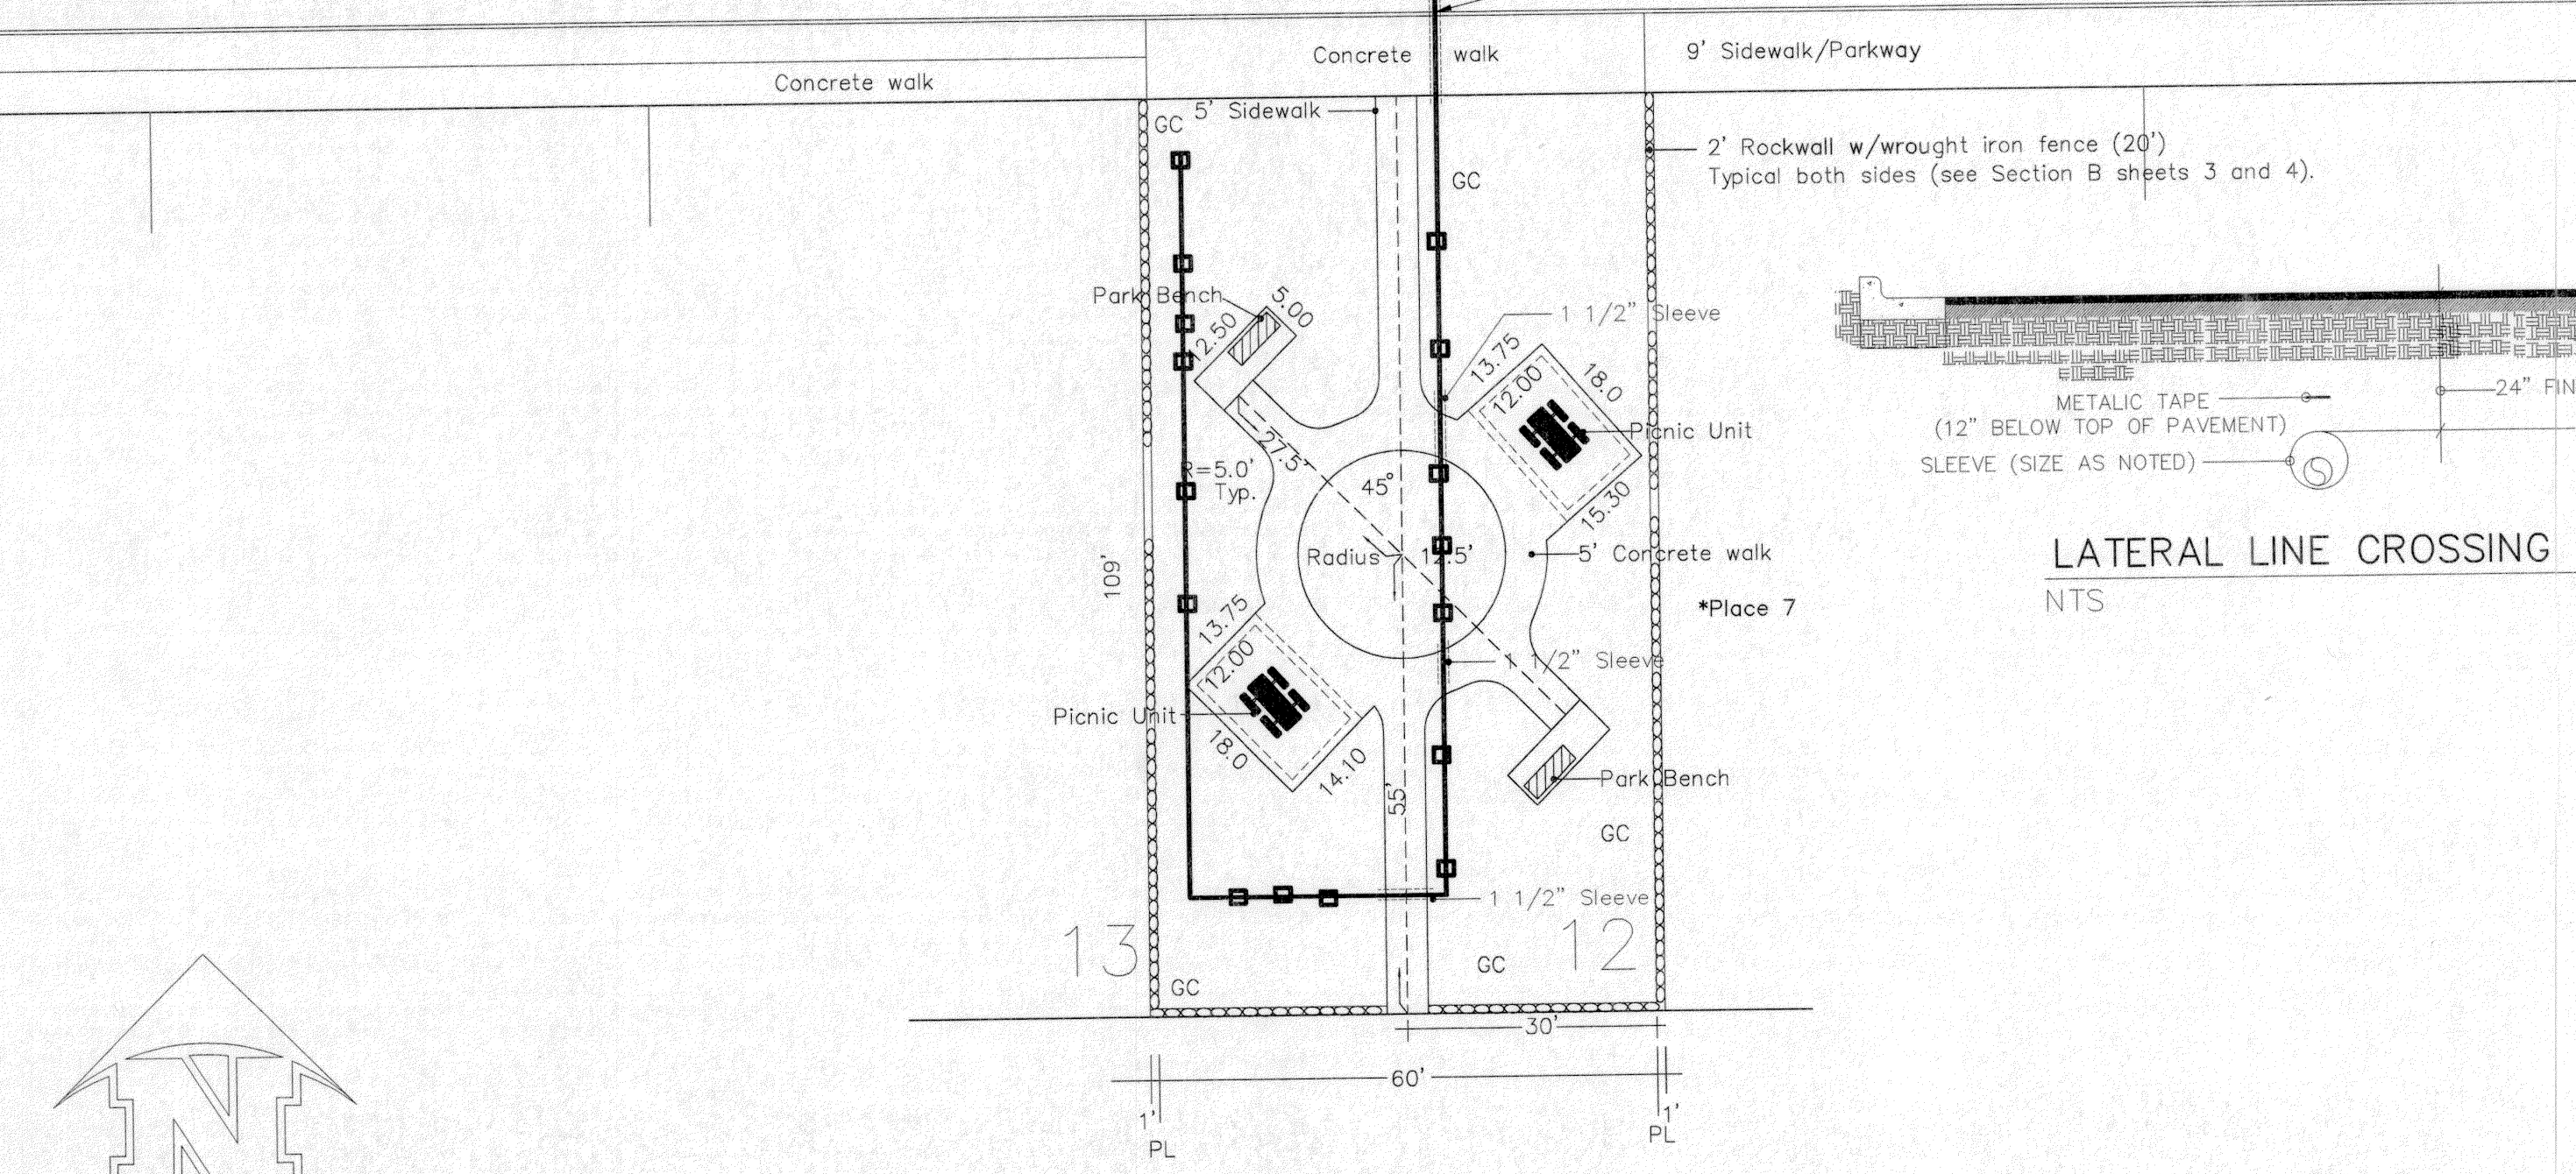 Concrete walk
Concrete walk
9' Sidewalk/Parkway
GC
5' Sidewalk
GC
2' Rockwall w/wrought iron fence (20')
Typical both sides (see Section B sheets 3 and 4).
Park Bench
5.00
12.50
1 1/2" Sleeve
13.75
12.00
18.0
Picnic Unit
15.30
27.5'
R=5.0'
Typ.
45°
Radius
12.5'
5' Concrete walk
109'
*Place 7
METALIC TAPE
(12" BELOW TOP OF PAVEMENT)
SLEEVE (SIZE AS NOTED)
24" FIN
LATERAL LINE CROSSING
NTS
13.75
12.00
Picnic Unit
18.0
14.10
1 1/2" Sleeve
55'
Park Bench
GC
1 1/2" Sleeve
13
12
GC
GC
30'
60'
1'
1'
PL
PL
N